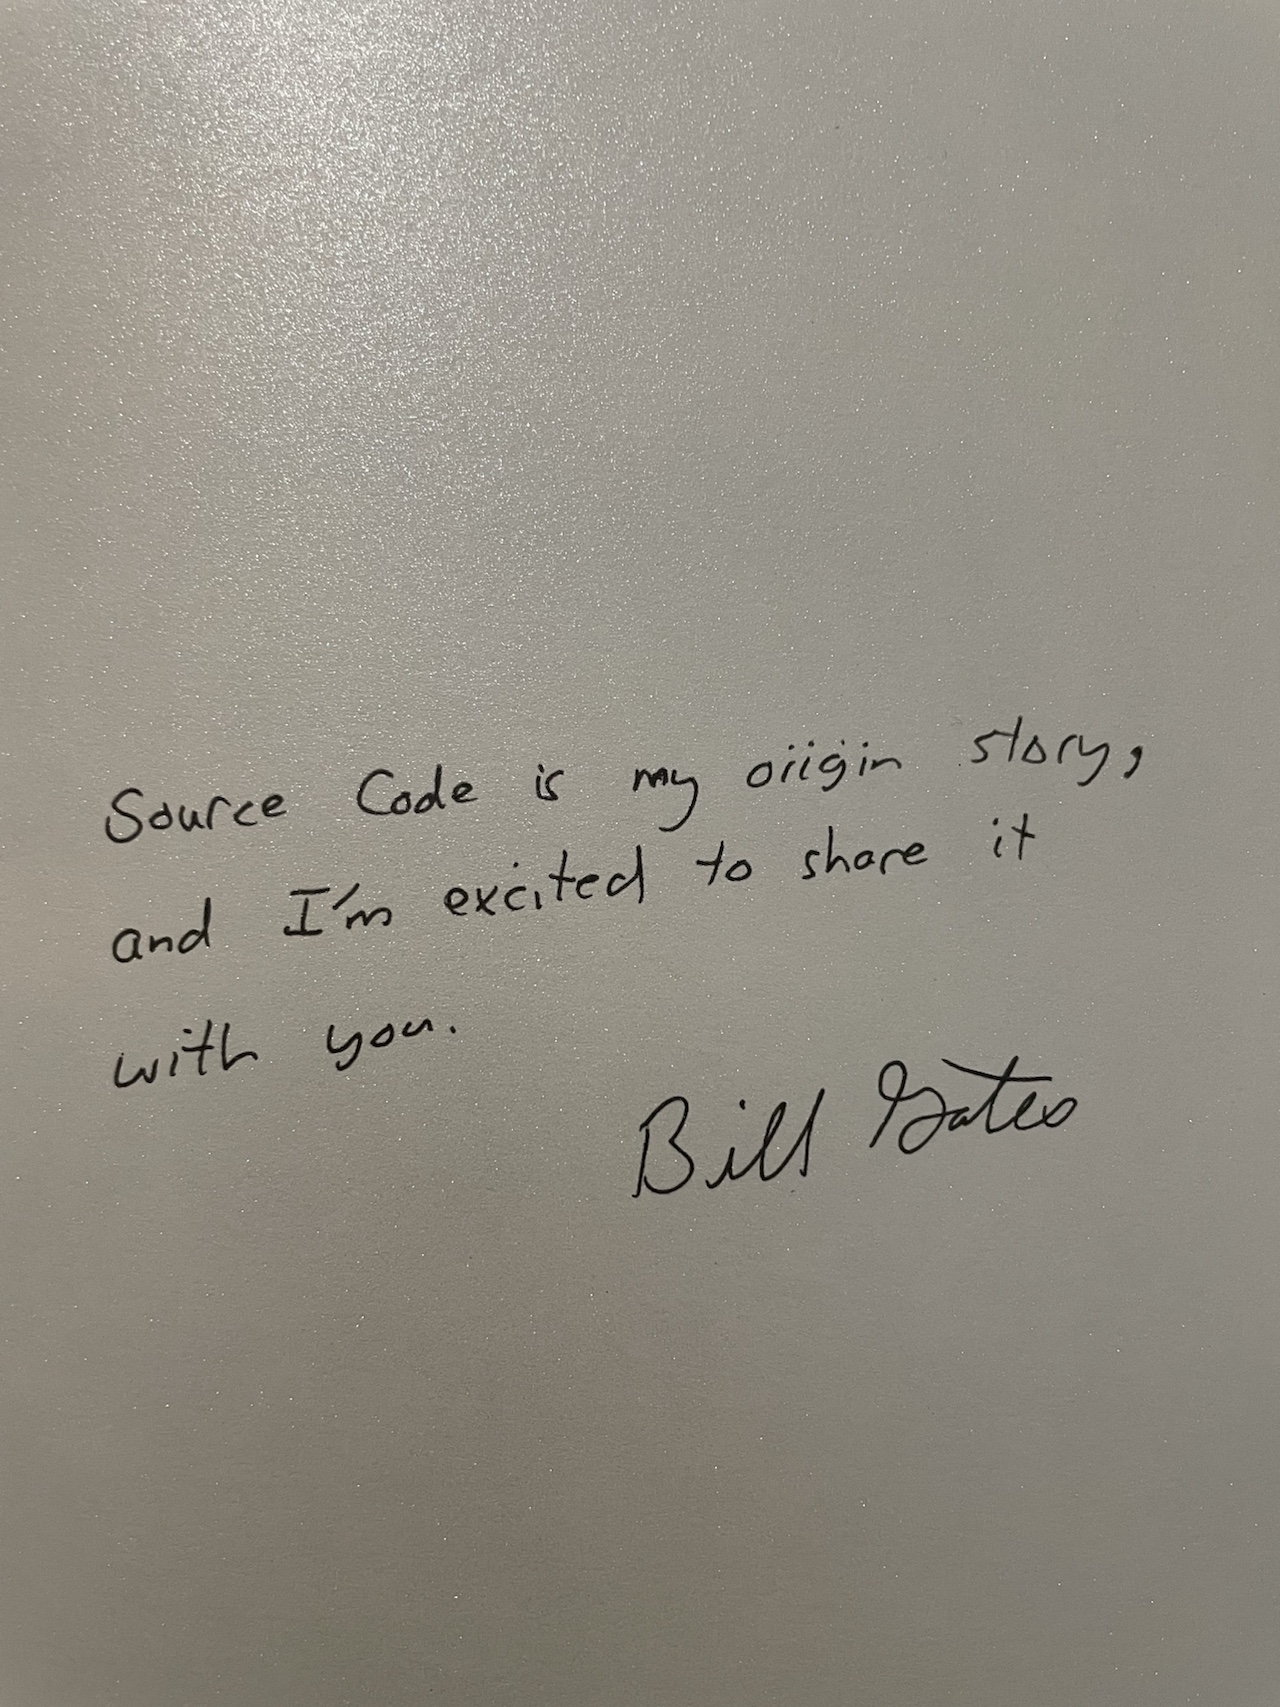 Source Code is my origin story,
and I'm excited to share it
with you.
Bill Gates